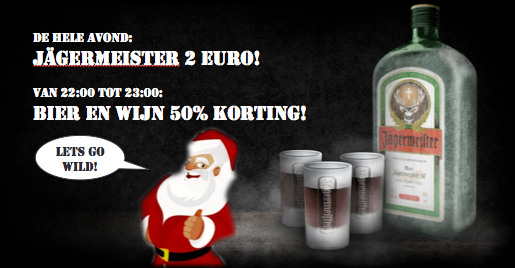 DE HELE AVOND:
JÄGERMEISTER 2 EURO!
VAN 22:00 TOT 23:00:
BIER EN WIJN 50% KORTING!
LETS GO
WILD!
Jägermeister